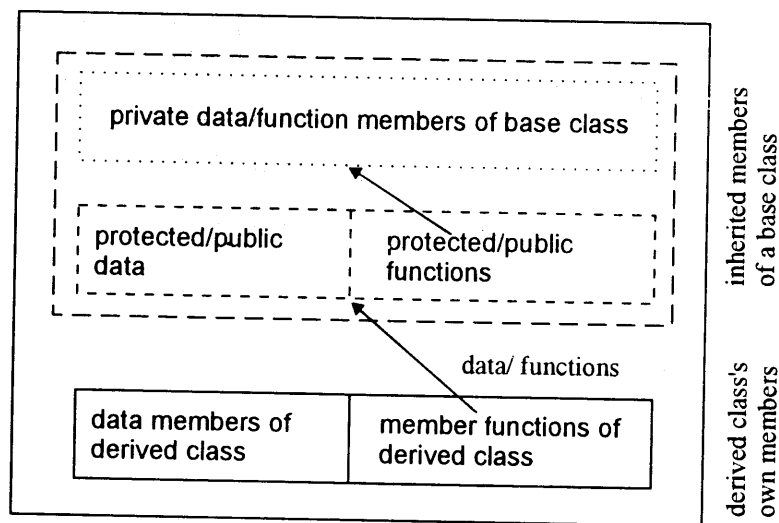 private data/function members of base class
protected/public
data
protected/public
functions
data/ functions
data members of
derived class
member functions of
derived class
inherited members
of a base class
derived class's
own members